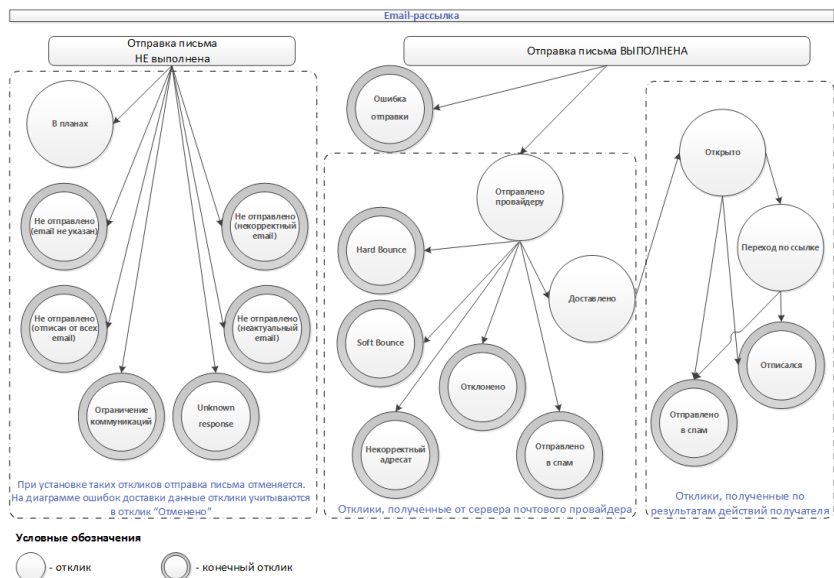 Email-рассылка
Отправка письма
НЕ выполнена
Отправка письма ВЫПОЛНЕНА
В планах
Не отправлено
(email не указан)
Не отправлено
(некорректный
email)
Не отправлено
(отписан от всех
email)
Не отправлено
(неактуальный
email)
Ограничение
коммуникаций
Unknown
response
При установке таких откликов отправка письма отменяется.
На диаграмме ошибок доставки данные отклики учитываются
в отклик "Отменено"
Ошибка
отправки
Отправлено
провайдеру
Hard Bounce
Доставлено
Soft Bounce
Отклонено
Некорректный
адресат
Отправлено
в спам
Отклики, полученные от сервера почтового провайдера
Открыто
Переход по ссылке
Отписался
Отправлено
в спам
Отклики, полученные по
результатам действий получателя
Условные обозначения
- отклик
- конечный отклик